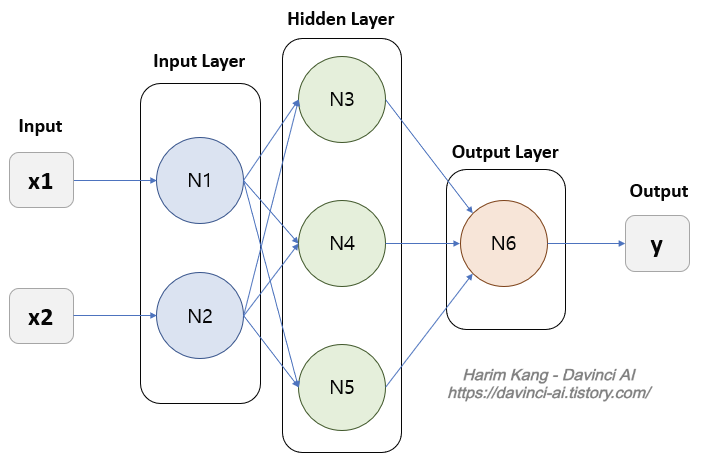 Hidden Layer
Input Layer
N3
Input
Output Layer
x1
N1
Output
N4
N6
y
x2
N2
Harim Kang - Davinci AI
N5
https://davinci-ai.tistory.com/